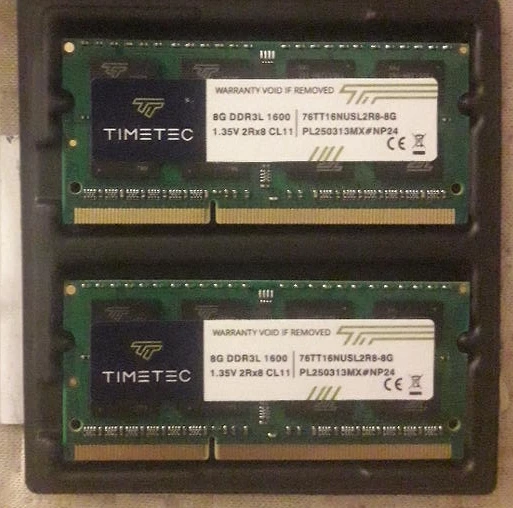 WARRANTY VOID IF REMOVED
TIMETEC
8G DDR3L 1600 76TT16NUSL2R8-8G
1.35V 2Rx8 CL11 PL250313MX#NP24
CE
WARRANTY VOID IF REMOVED
TIMETEC
8G DDR3L 1600 76TT16NUSL2R8-8G
1.35V 2Rx8 CL11 PL250313MX#NP24
CE